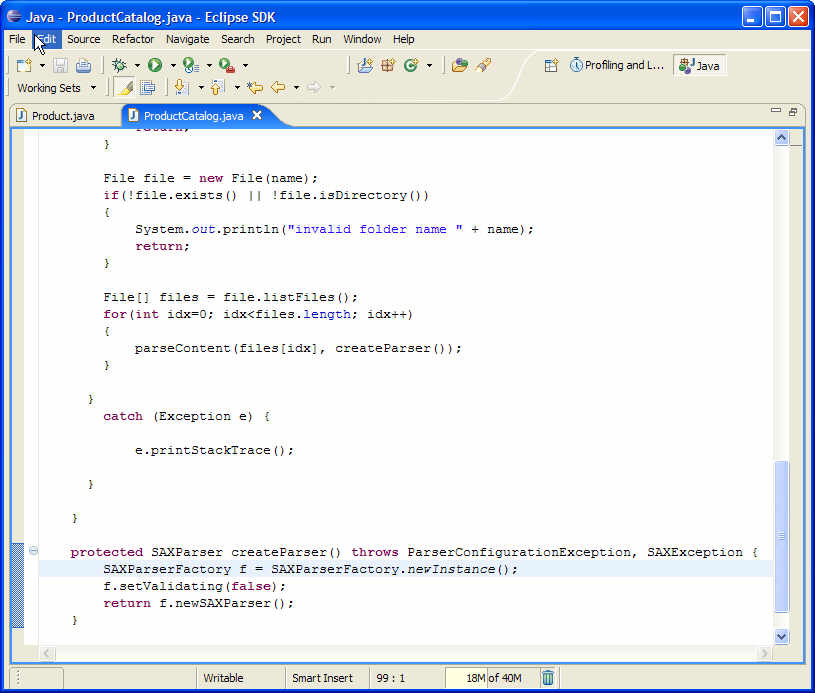 Java - ProductCatalog.java - Eclipse SDK
File Edit Source Refactor Navigate Search Project Run Window Help
Profiling and L... Java
Working Sets
Product.java ProductCatalog.java
return;
}
File file = new File(name);
if(!file.exists() || !file.isDirectory())
{
System.out.println("invalid folder name " + name);
return;
}
File[] files = file.listFiles();
for(int idx=0; idx<files.length; idx++)
{
parseContent(files[idx], createParser());
}
}
catch (Exception e) {
e.printStackTrace();
}
}
protected SAXParser createParser() throws ParserConfigurationException, SAXException {
SAXParserFactory f = SAXParserFactory.newInstance();
f.setValidating(false);
return f.newSAXParser();
}
Writable Smart Insert 99 : 1 18M of 40M